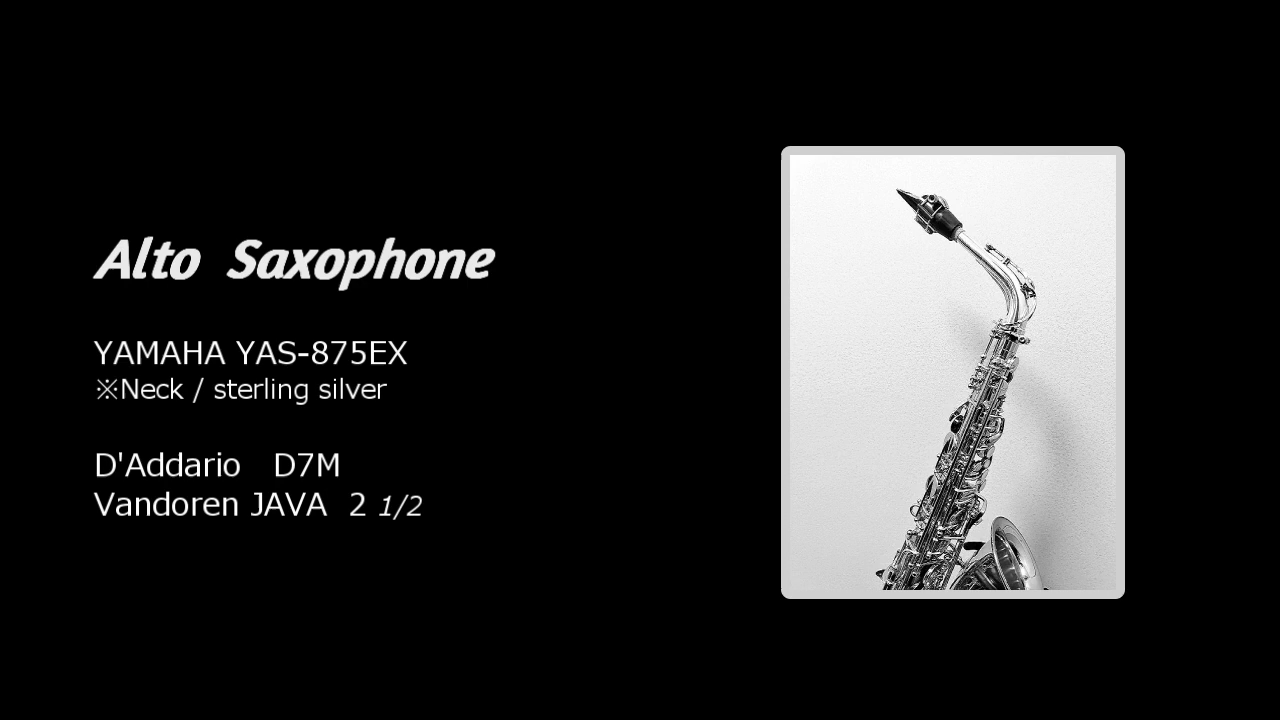 Alto Saxophone
YAMAHA YAS-875EX
※Neck / sterling silver
D'Addario D7M
Vandoren JAVA 2 1/2